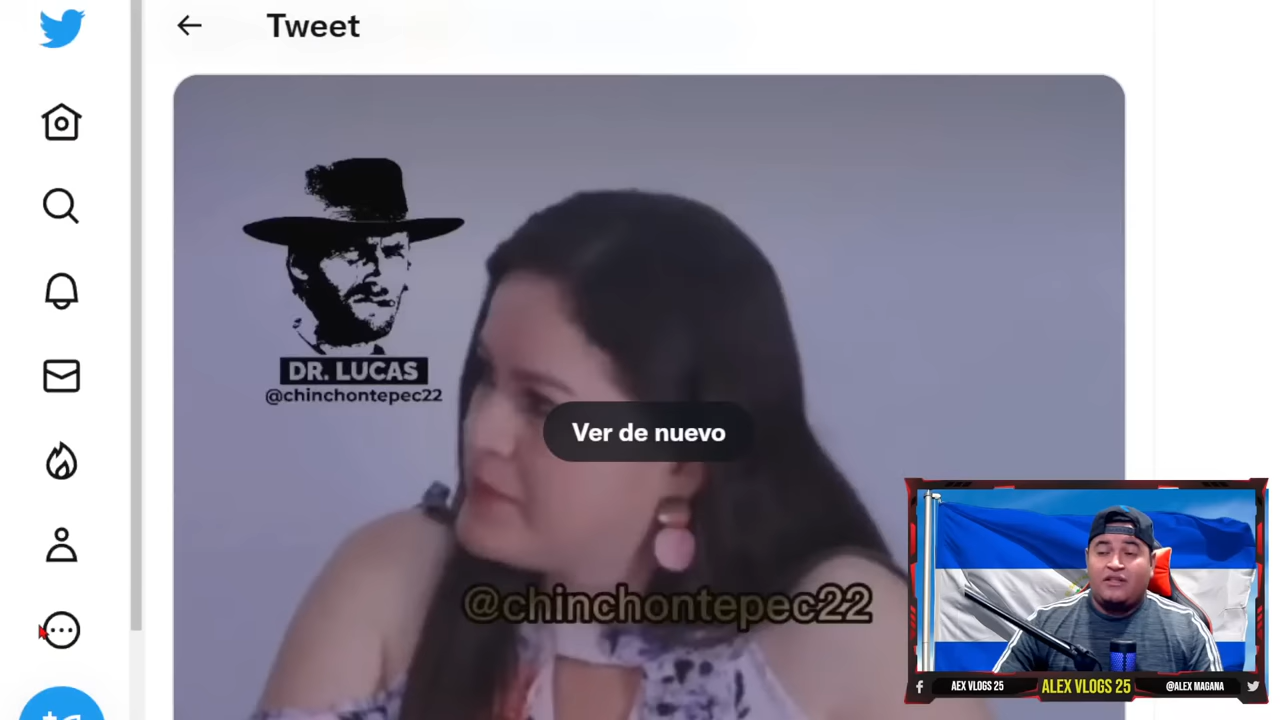 Tweet
DR. LUCAS
@chinchontepec22
Ver de nuevo
@chinchontepec22
AEX VLOGS 25
ALEX VLOGS 25
@ALEX MAGANA